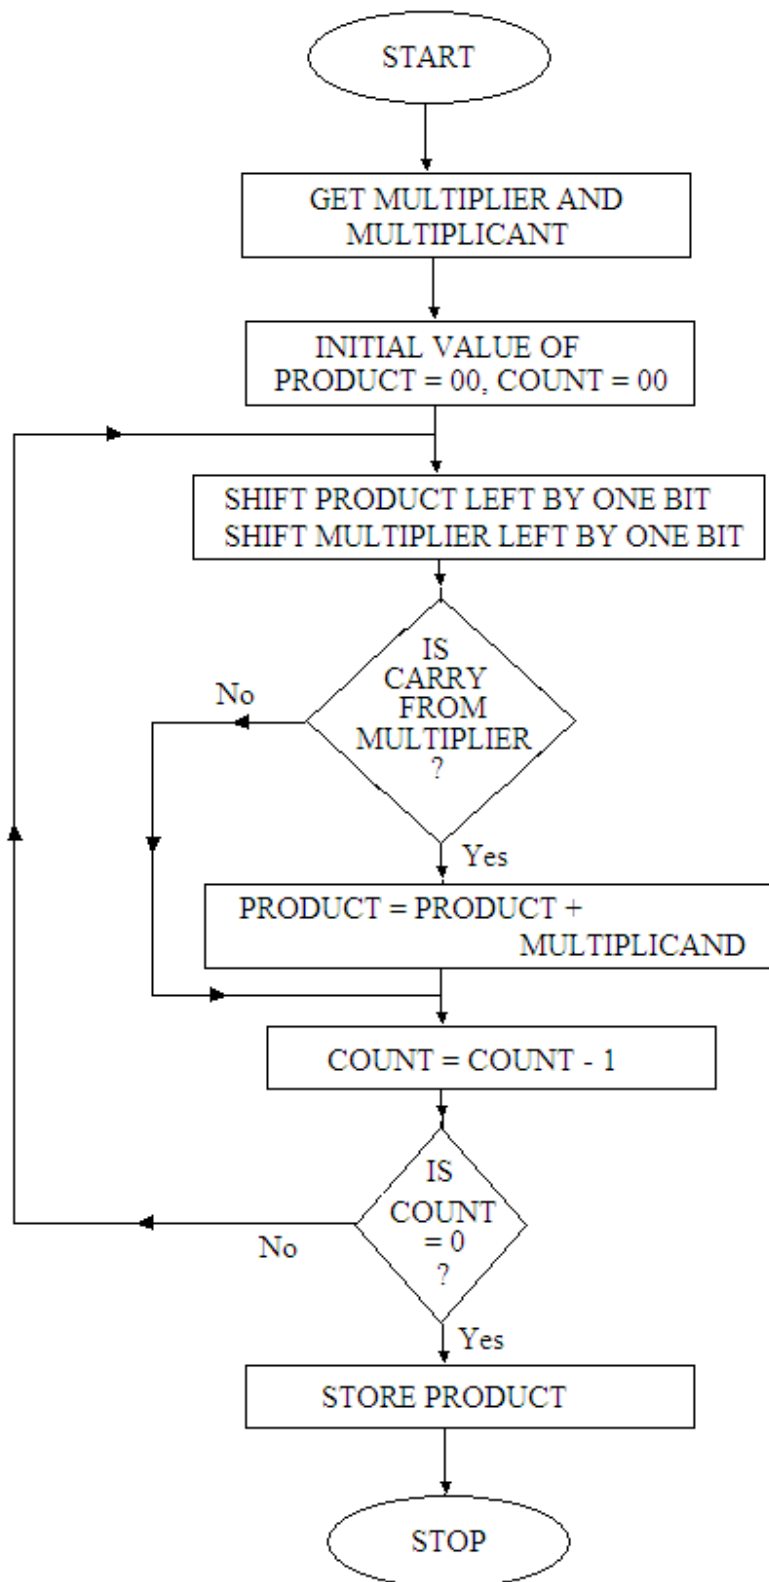 START
GET MULTIPLIER AND
MULTIPLICANT
INITIAL VALUE OF
PRODUCT = 00, COUNT = 00
SHIFT PRODUCT LEFT BY ONE BIT
SHIFT MULTIPLIER LEFT BY ONE BIT
IS
CARRY
FROM
MULTIPLIER
?
No
Yes
PRODUCT = PRODUCT +
MULTIPLICAND
COUNT = COUNT - 1
IS
COUNT
= 0
?
No
Yes
STORE PRODUCT
STOP